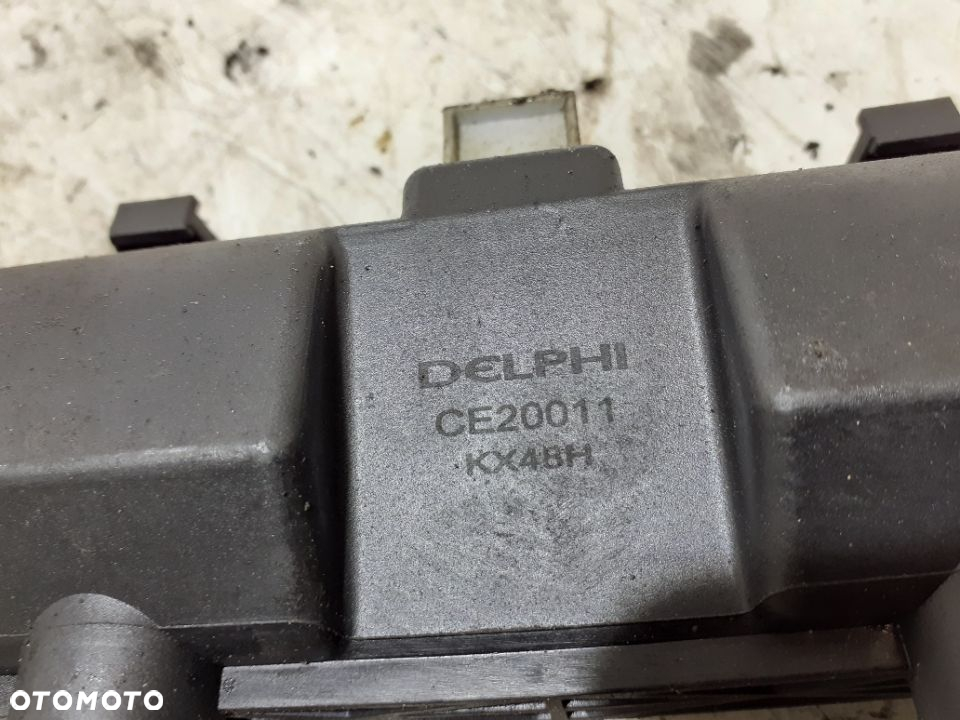 DELPHI
CE20011
KX48H
OTOMOTO